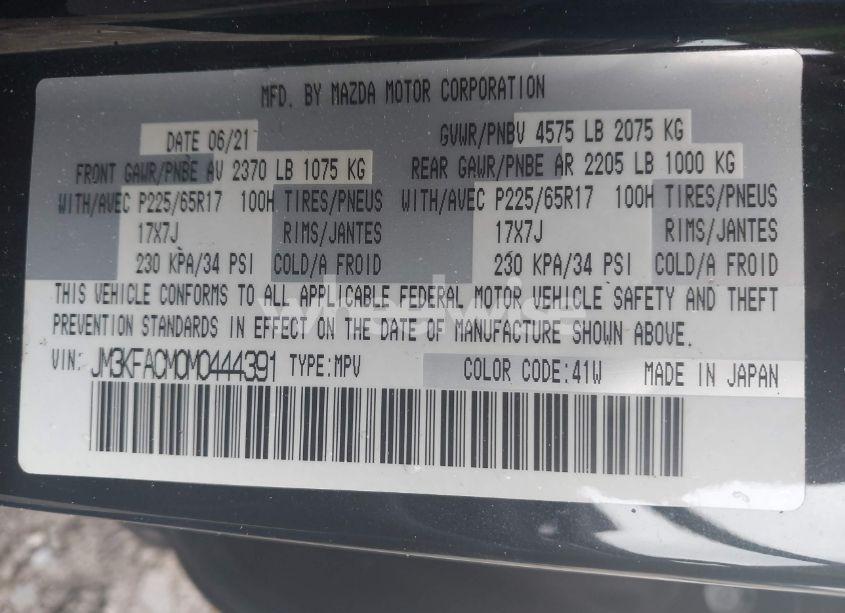 MFD. BY MAZDA MOTOR CORPORATION
DATE 06/21 GVWR/PNBV 4575 LB 2075 KG
FRONT GAWR/PNBE AV 2370 LB 1075 KG REAR GAWR/PNBE AR 2205 LB 1000 KG
WITH/AVEC P225/65R17 100H TIRES/PNEUS WITH/AVEC P225/65R17 100H TIRES/PNEUS
17X7J RIMS/JANTES 17X7J RIMS/JANTES
230 KPA/34 PSI COLD/A FROID 230 KPA/34 PSI COLD/A FROID
THIS VEHICLE CONFORMS TO ALL APPLICABLE FEDERAL MOTOR VEHICLE SAFETY AND THEFT
PREVENTION STANDARDS IN EFFECT ON THE DATE OF MANUFACTURE SHOWN ABOVE.
VIN: JM3KFACM0M0444391 TYPE:MPV COLOR CODE:41W MADE IN JAPAN